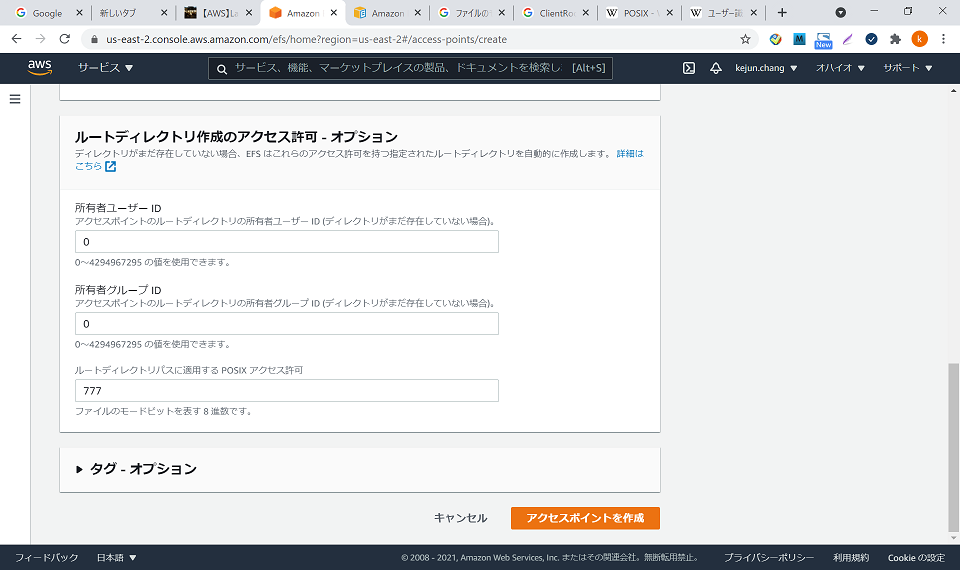 Google
新しいタブ
【AWS】La
Amazon
Amazon
ファイルの
ClientRo
POSIX -
ユーザー識
us-east-2.console.aws.amazon.com/efs/home?region=us-east-2#/access-points/create
New
k
aws
サービス
サービス、機能、マーケットプレイスの製品、ドキュメントを検索し
[Alt+S]
kejun.chang
オハイオ
サポート
ルートディレクトリ作成のアクセス許可 - オプション
ディレクトリがまだ存在していない場合、EFS はこれらのアクセス許可を持つ指定されたルートディレクトリを自動的に作成します。 詳細は
こちら
所有者ユーザー ID
アクセスポイントのルートディレクトリの所有者ユーザー ID (ディレクトリがまだ存在していない場合)。
0
0～4294967295 の値を使用できます。
所有者グループ ID
アクセスポイントのルートディレクトリの所有者グループ ID (ディレクトリがまだ存在していない場合)。
0
0～4294967295 の値を使用できます。
ルートディレクトリパスに適用する POSIX アクセス許可
777
ファイルのモードビットを表す 8 進数です。
タグ - オプション
キャンセル
アクセスポイントを作成
フィードバック
日本語
© 2008 - 2021, Amazon Web Services, Inc. またはその関連会社。無断転用禁止。
プライバシーポリシー
利用規約
Cookie の設定